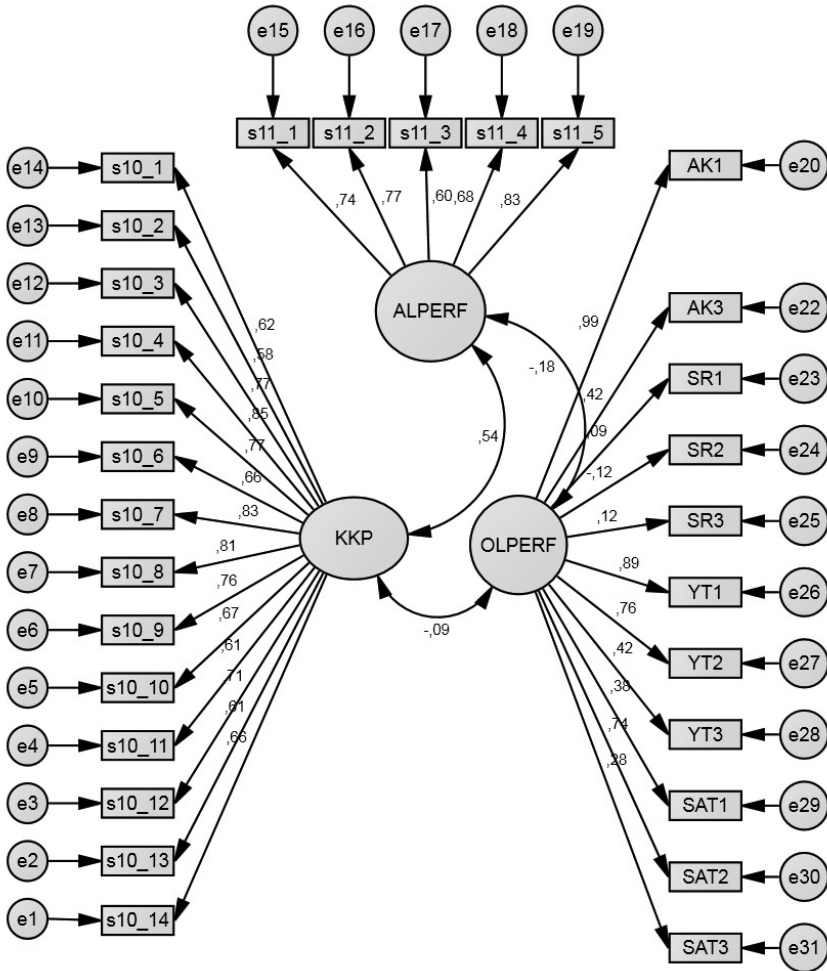 e15 e16 e17 e18 e19
s11_1 s11_2 s11_3 s11_4 s11_5
,74 ,77 ,60 ,68 ,83
ALPERF
e14 s10_1
e13 s10_2
e12 s10_3
e11 s10_4
e10 s10_5
e9 s10_6
e8 s10_7
e7 s10_8
e6 s10_9
e5 s10_10
e4 s10_11
e3 s10_12
e2 s10_13
e1 s10_14
,62
,58
,77
,85
,77
,66
,83
,81
,76
,67
,61
,71
,61
,66
KKP
,54
-,18
-,09
OLPERF
,99
,42
,09
-,12
,12
,89
,76
,42
,38
,74
,28
AK1 e20
AK3 e22
SR1 e23
SR2 e24
SR3 e25
YT1 e26
YT2 e27
YT3 e28
SAT1 e29
SAT2 e30
SAT3 e31